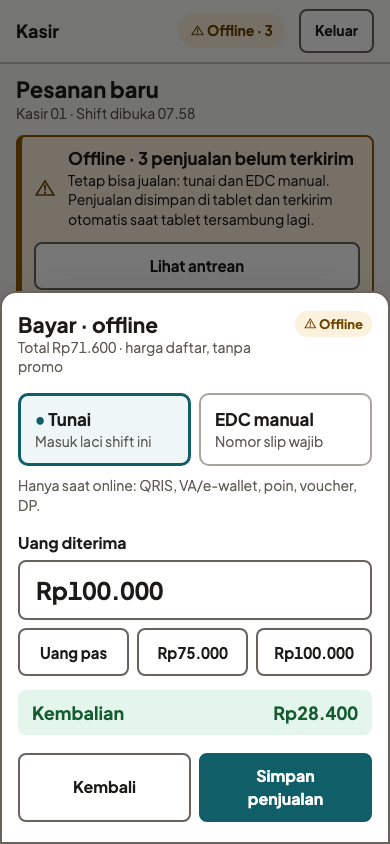 Kasir
⚠ Offline · 3
Keluar
Pesanan baru
Kasir 01 · Shift dibuka 07.58
Offline · 3 penjualan belum terkirim
Tetap bisa jualan: tunai dan EDC manual.
Penjualan disimpan di tablet dan terkirim
otomatis saat tablet tersambung lagi.
Lihat antrean
Bayar · offline
⚠ Offline
Total Rp71.600 · harga daftar, tanpa
promo
● Tunai
Masuk laci shift ini
EDC manual
Nomor slip wajib
Hanya saat online: QRIS, VA/e-wallet, poin, voucher,
DP.
Uang diterima
Rp100.000
Uang pas
Rp75.000
Rp100.000
Kembalian
Rp28.400
Kembali
Simpan
penjualan